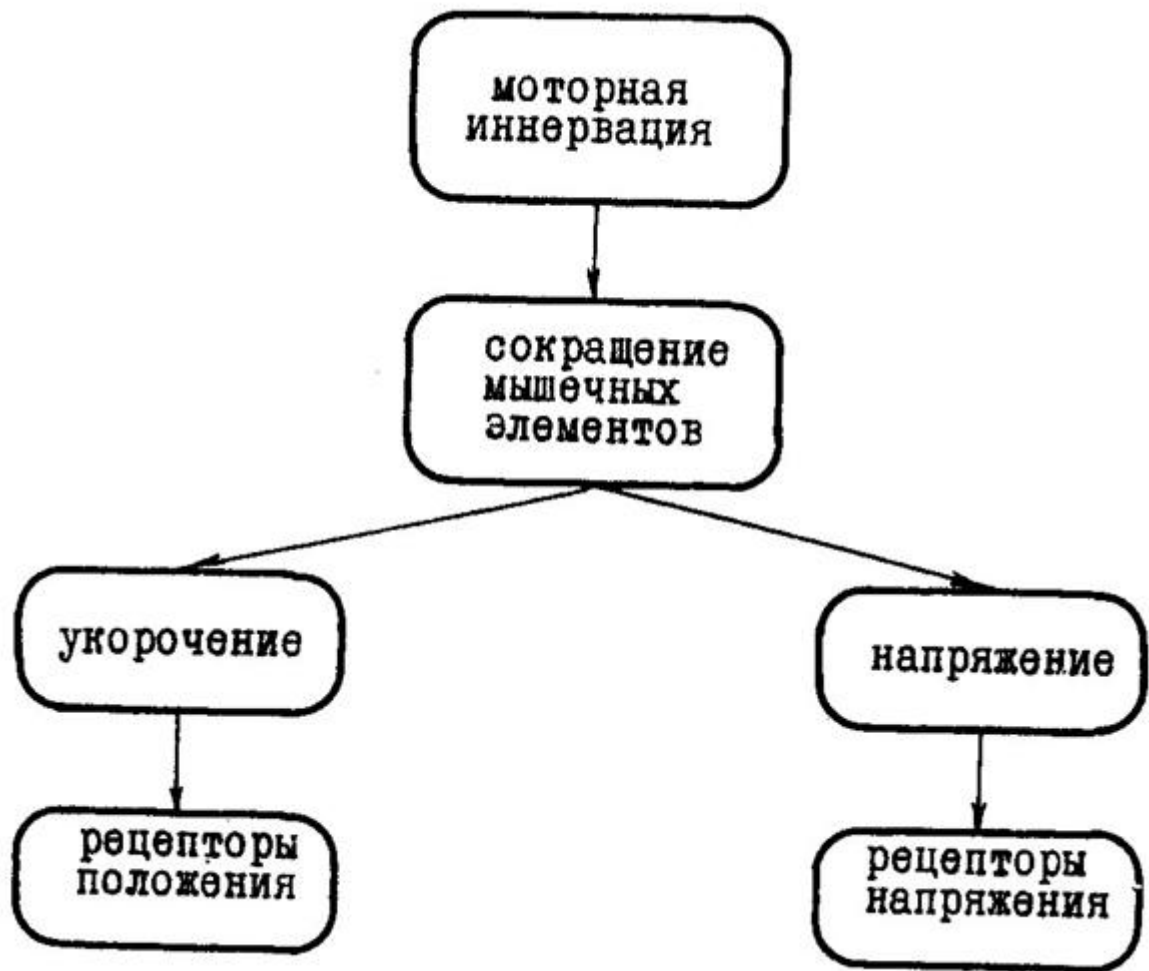 моторная
иннервация
сокращение
мышечных
элементов
укорочение
напряжение
рецепторы
положения
рецепторы
напряжения